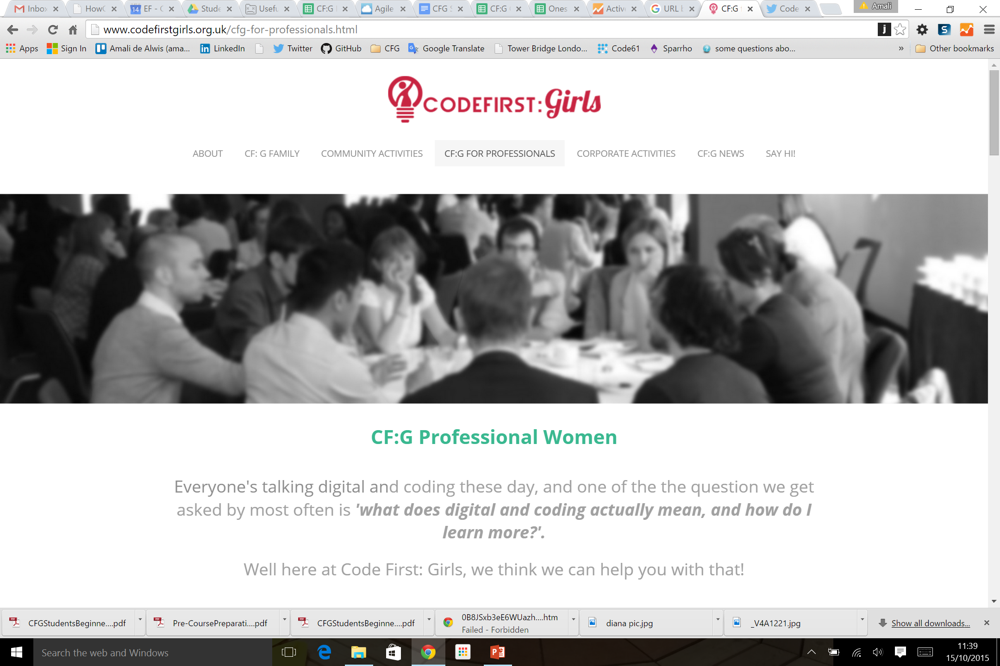 Inbox
HowC
14
EF - C
Stude
Usefu
CF:G
Agile
CFG S
CF:G
Ones
Active
URL
CF:G
Code
Amali
www.codefirstgirls.org.uk/cfg-for-professionals.html
Apps Sign In Amali de Alwis (ama... LinkedIn Twitter GitHub CFG Google Translate Tower Bridge Londo... Code61 Sparrho some questions abo... » Other bookmarks
CODEFIRST:Girls
ABOUT CF: G FAMILY COMMUNITY ACTIVITIES CF:G FOR PROFESSIONALS CORPORATE ACTIVITIES CF:G NEWS SAY HI!
CF:G Professional Women
Everyone's talking digital and coding these day, and one of the the question we get
asked by most often is 'what does digital and coding actually mean, and how do I
learn more?'.
Well here at Code First: Girls, we think we can help you with that!
CFGStudentsBeginne....pdf
Pre-CoursePreparati....pdf
CFGStudentsBeginne....pdf
0B8JSxb3eE6WUazh....htm
Failed - Forbidden
diana pic.jpg
_V4A1221.jpg
Show all downloads...
Search the web and Windows
11:39
15/10/2015